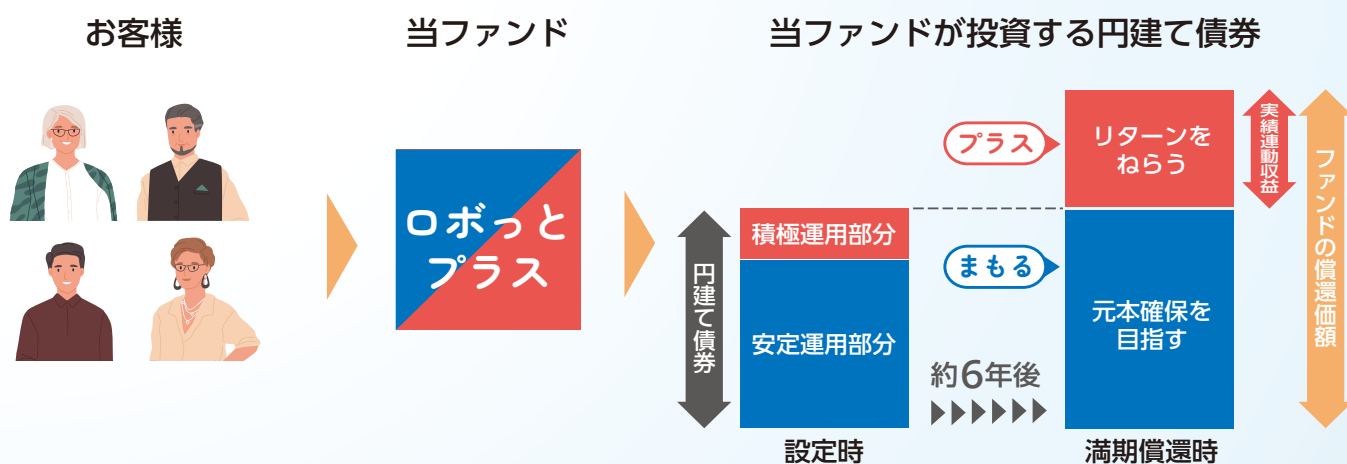 お客様
当ファンド
当ファンドが投資する円建て債券
ロボっと
プラス
円建て債券
積極運用部分
安定運用部分
設定時
約6年後
プラス
まもる
リターンを
ねらう
元本確保を
目指す
満期償還時
実績連動収益
ファンドの償還価額